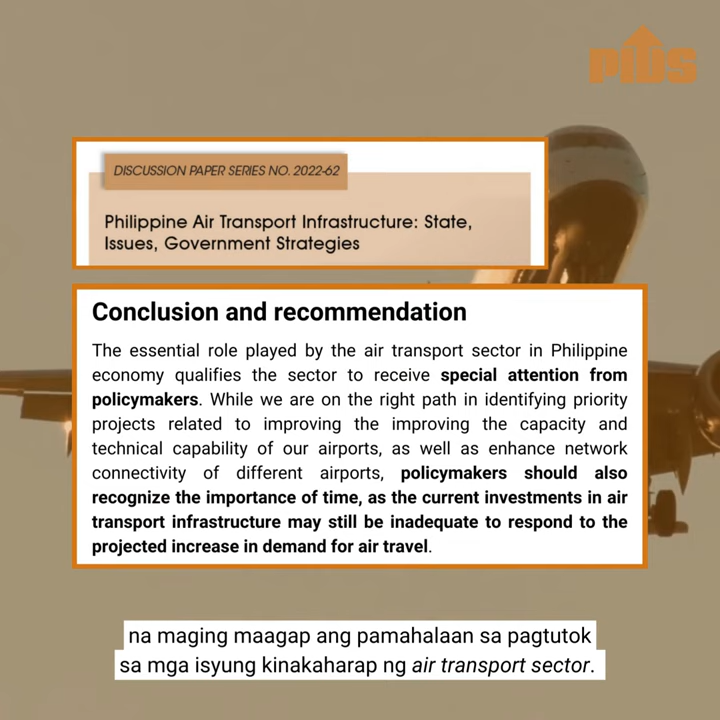 PIDS
DISCUSSION PAPER SERIES NO. 2022-62
Philippine Air Transport Infrastructure: State,
Issues, Government Strategies
Conclusion and recommendation
The essential role played by the air transport sector in Philippine
economy qualifies the sector to receive special attention from
policymakers. While we are on the right path in identifying priority
projects related to improving the improving the capacity and
technical capability of our airports, as well as enhance network
connectivity of different airports, policymakers should also
recognize the importance of time, as the current investments in air
transport infrastructure may still be inadequate to respond to the
projected increase in demand for air travel.
na maging maagap ang pamahalaan sa pagtutok
sa mga isyung kinakaharap ng air transport sector.